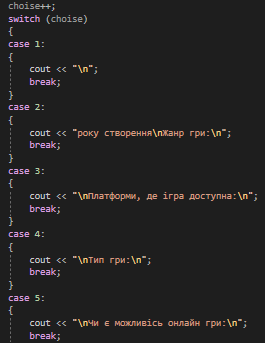 choise++;
switch (choise)
{
case 1:
{
cout << "\n";
break;
}
case 2:
{
cout << "року створення\nЖанр гри:\n";
break;
}
case 3:
{
cout << "\nПлатформи, де ігра доступна:\n";
break;
}
case 4:
{
cout << "\nТип гри:\n";
break;
}
case 5:
{
cout << "\nЧи є можливісь онлайн гри:\n";
break;